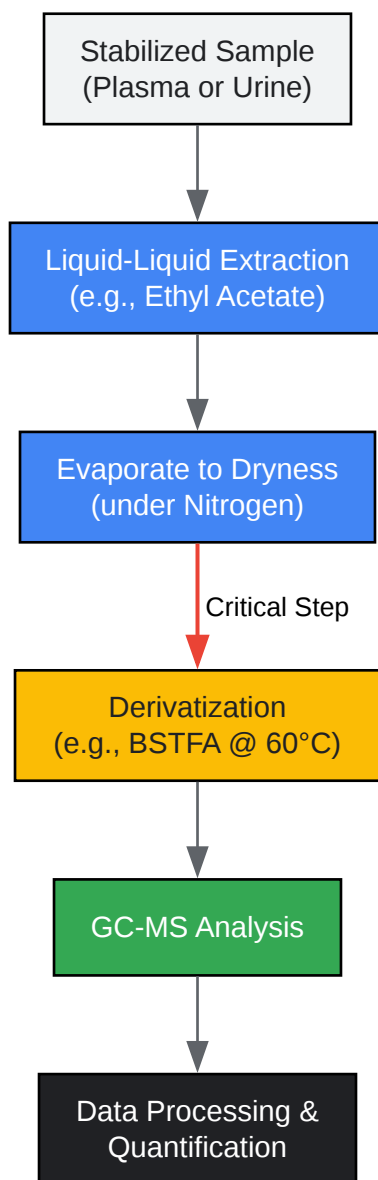 Stabilized Sample
(Plasma or Urine)
Liquid-Liquid Extraction
(e.g., Ethyl Acetate)
Evaporate to Dryness
(under Nitrogen)
Critical Step
Derivatization
(e.g., BSTFA @ 60°C)
GC-MS Analysis
Data Processing &
Quantification